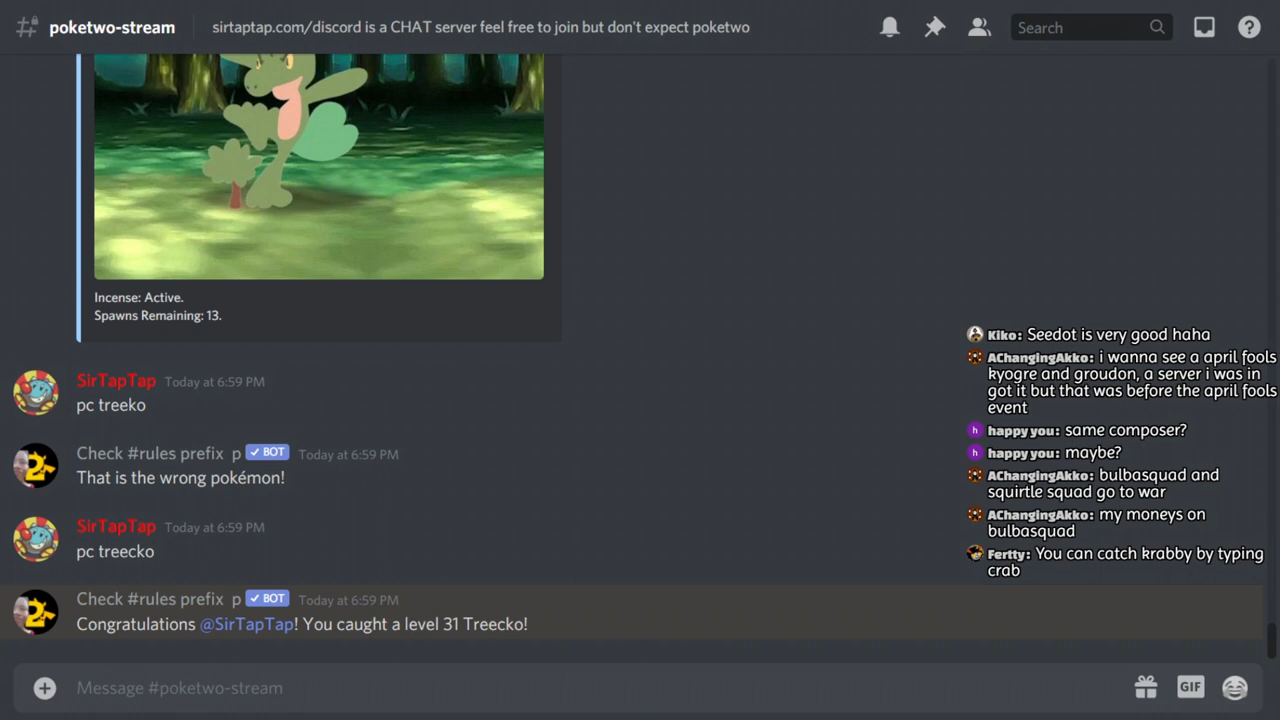 poketwo-stream
sirtaptap.com/discord is a CHAT server feel free to join but don't expect poketwo
Search
Incense: Active.
Spawns Remaining: 13.
SirTapTap Today at 6:59 PM
pc treeko
Check #rules prefix p BOT Today at 6:59 PM
That is the wrong pokémon!
SirTapTap Today at 6:59 PM
pc treecko
Check #rules prefix p BOT Today at 6:59 PM
Congratulations @SirTapTap! You caught a level 31 Treecko!
Message #poketwo-stream
GIF
Kiko: Seedot is very good haha
AChangingAkko: i wanna see a april fools
kyogre and groudon, a server i was in
got it but that was before the april fools
event
h happy you: same composer?
h happy you: maybe?
AChangingAkko: bulbasquad and
squirtle squad go to war
AChangingAkko: my moneys on
bulbasquad
Fertty: You can catch krabby by typing
crab